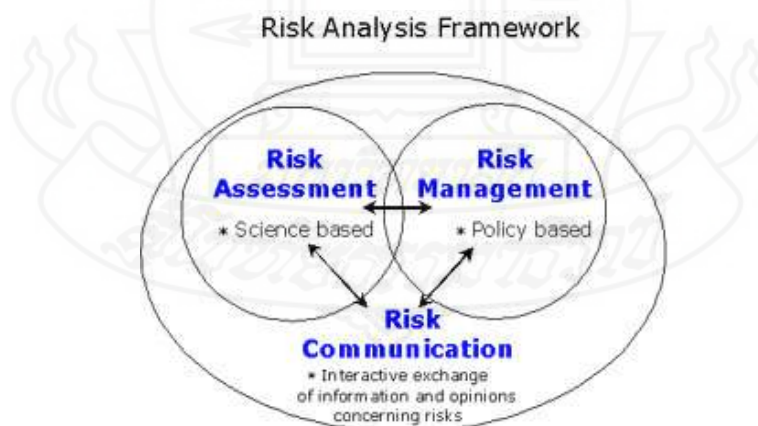 Risk Analysis Framework
Risk
Assessment
* Science based
Risk
Management
* Policy based
Risk
Communication
* Interactive exchange
of information and opinions
concerning risks